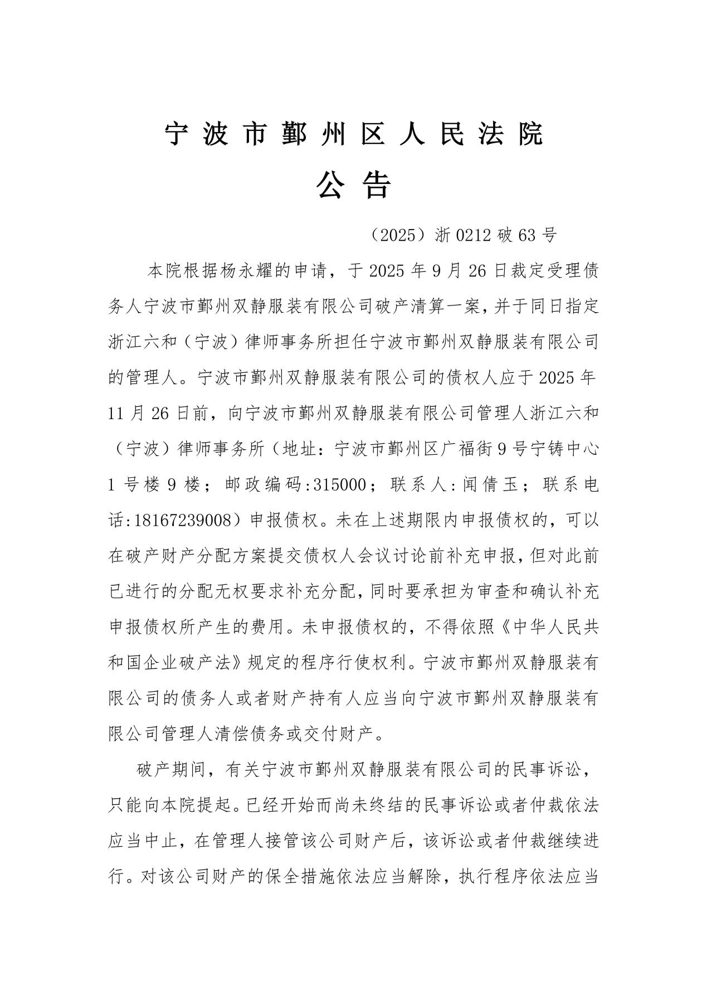 宁波市鄞州区人民法院
公告
（2025）浙 0212 破 63 号
本院根据杨永耀的申请，于 2025 年 9 月 26 日裁定受理债
务人宁波市鄞州双静服装有限公司破产清算一案，并于同日指定
浙江六和（宁波）律师事务所担任宁波市鄞州双静服装有限公司
的管理人。宁波市鄞州双静服装有限公司的债权人应于 2025 年
11 月 26 日前，向宁波市鄞州双静服装有限公司管理人浙江六和
（宁波）律师事务所（地址：宁波市鄞州区广福街 9 号宁铸中心
1 号楼 9 楼；邮政编码:315000；联系人:闻倩玉；联系电
话:18167239008）申报债权。未在上述期限内申报债权的，可以
在破产财产分配方案提交债权人会议讨论前补充申报，但对此前
已进行的分配无权要求补充分配，同时要承担为审查和确认补充
申报债权所产生的费用。未申报债权的，不得依照《中华人民共
和国企业破产法》规定的程序行使权利。宁波市鄞州双静服装有
限公司的债务人或者财产持有人应当向宁波市鄞州双静服装有
限公司管理人清偿债务或交付财产。
破产期间，有关宁波市鄞州双静服装有限公司的民事诉讼，
只能向本院提起。已经开始而尚未终结的民事诉讼或者仲裁依法
应当中止，在管理人接管该公司财产后，该诉讼或者仲裁继续进
行。对该公司财产的保全措施依法应当解除，执行程序依法应当